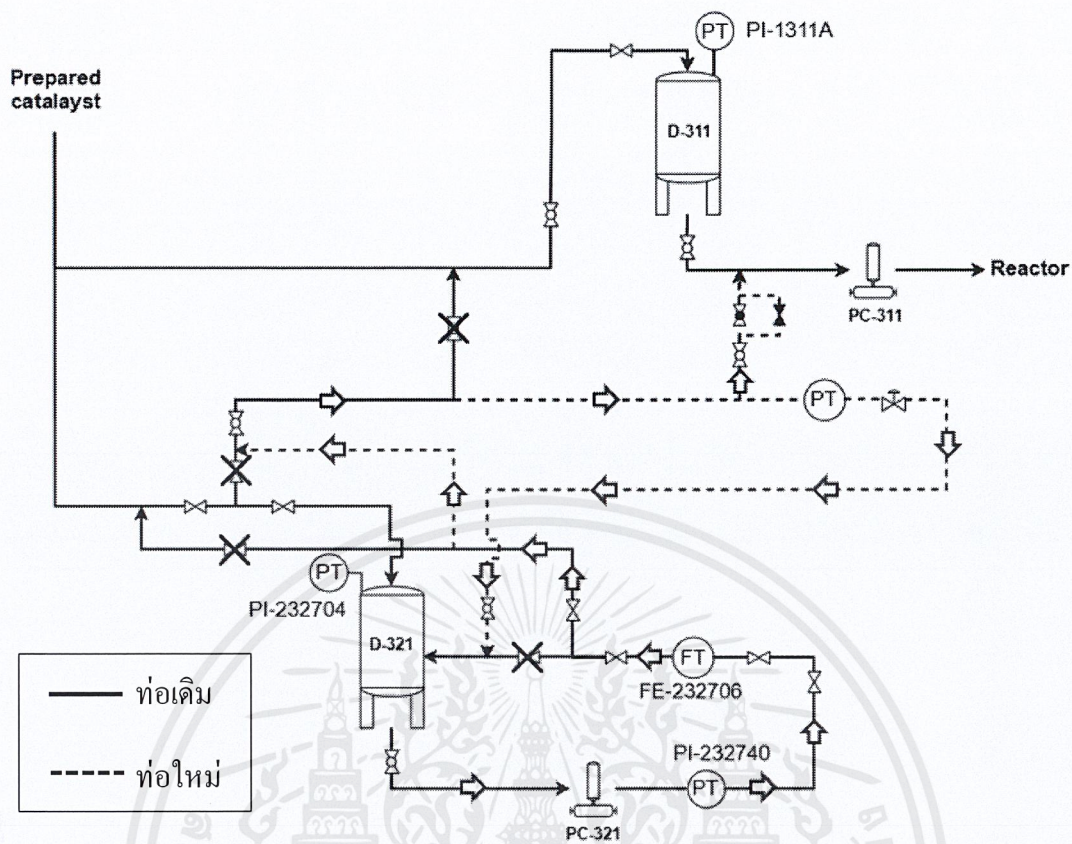 PT PI-1311A
Prepared
catalayst
D-311
Reactor
PC-311
PT
PT
PI-232704
D-321
FT
FE-232706
PI-232740
PT
PC-321
ท่อเดิม
ท่อใหม่